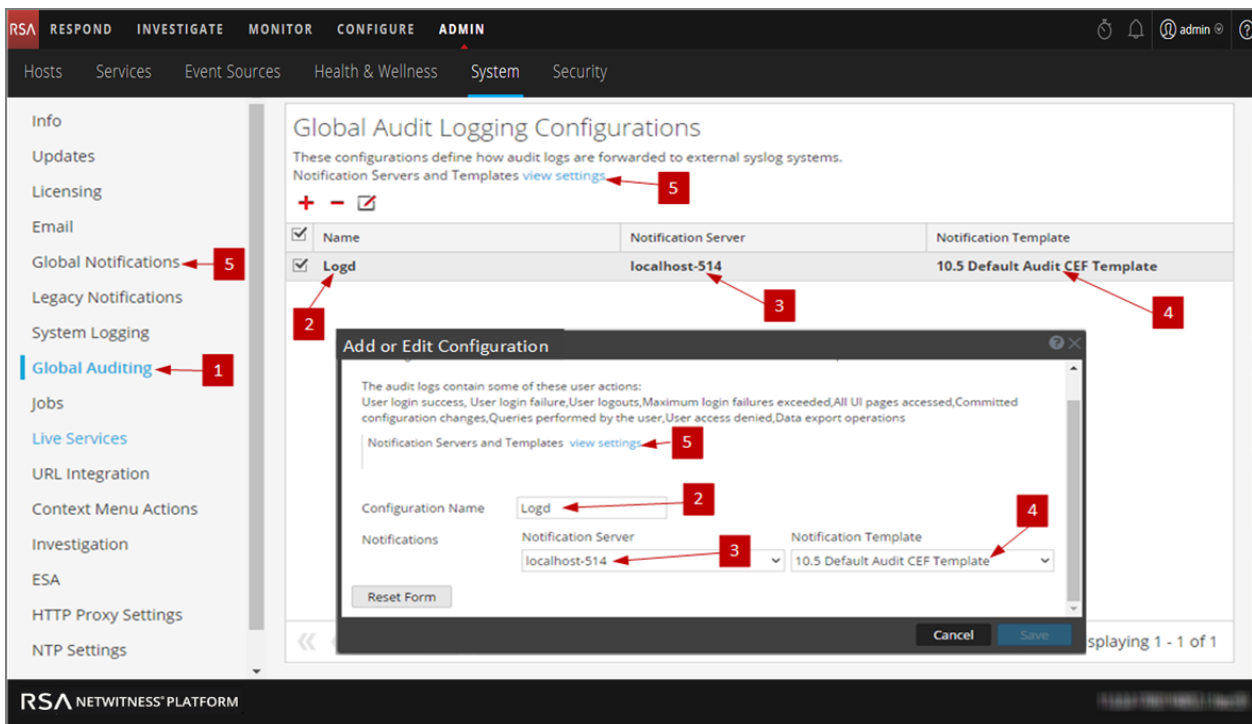 RSA RESPOND INVESTIGATE MONITOR CONFIGURE ADMIN admin
Hosts Services Event Sources Health & Wellness System Security
Info
Updates
Licensing
Email
Global Notifications 5
Legacy Notifications
System Logging
Global Auditing 1
Jobs
Live Services
URL Integration
Context Menu Actions
Investigation
ESA
HTTP Proxy Settings
NTP Settings
Global Audit Logging Configurations
These configurations define how audit logs are forwarded to external syslog systems.
Notification Servers and Templates view settings
5
Name Notification Server Notification Template
Logd localhost-514 10.5 Default Audit CEF Template
2 3 4
Add or Edit Configuration
The audit logs contain some of these user actions:
User login success, User login failure,User logouts,Maximum login failures exceeded,All UI pages accessed,Committed
configuration changes,Queries performed by the user,User access denied,Data export operations
Notification Servers and Templates view settings 5
Configuration Name Logd 2
4
Notifications Notification Server Notification Template
localhost-514 3 10.5 Default Audit CEF Template
Reset Form
Cancel Save
splaying 1 - 1 of 1
RSA NETWITNESS® PLATFORM